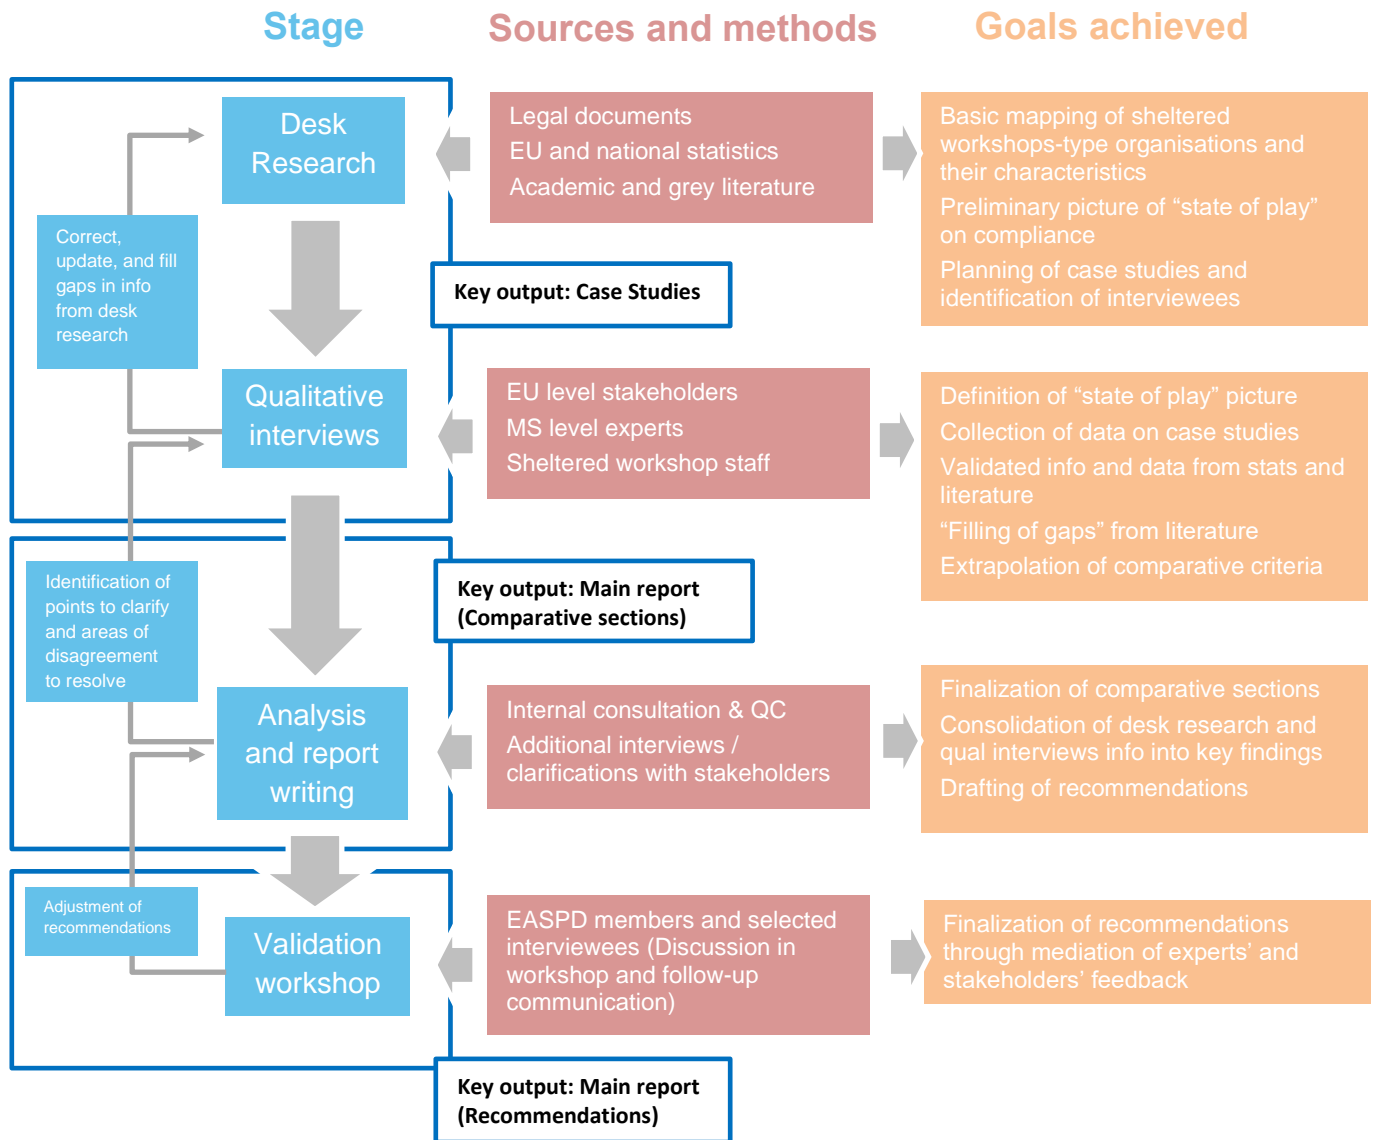 Stage
Sources and methods
Goals achieved
Desk
Research
Legal documents
EU and national statistics
Academic and grey literature
Basic mapping of sheltered
workshops-type organisations and
their characteristics
Preliminary picture of “state of play”
on compliance
Planning of case studies and
identification of interviewees
Correct,
update, and fill
gaps in info
from desk
research
Key output: Case Studies
Qualitative
interviews
EU level stakeholders
MS level experts
Sheltered workshop staff
Definition of “state of play” picture
Collection of data on case studies
Validated info and data from stats and
literature
“Filling of gaps” from literature
Extrapolation of comparative criteria
Identification of
points to clarify
and areas of
disagreement
to resolve
Key output: Main report
(Comparative sections)
Analysis
and report
writing
Internal consultation & QC
Additional interviews /
clarifications with stakeholders
Finalization of comparative sections
Consolidation of desk research and
qual interviews info into key findings
Drafting of recommendations
Adjustment of
recommendations
Validation
workshop
EASPD members and selected
interviewees (Discussion in
workshop and follow-up
communication)
Finalization of recommendations
through mediation of experts’ and
stakeholders’ feedback
Key output: Main report
(Recommendations)